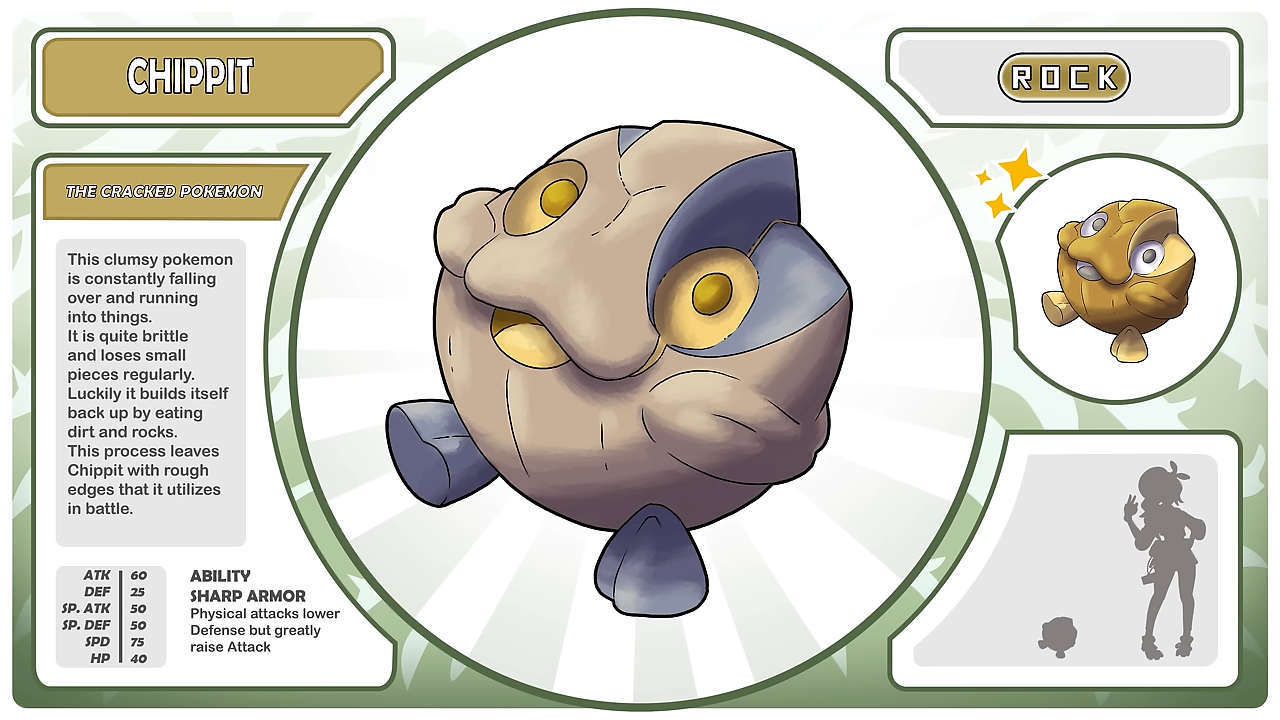 CHIPPIT
ROCK
THE CRACKED POKEMON
This clumsy pokemon
is constantly falling
over and running
into things.
It is quite brittle
and loses small
pieces regularly.
Luckily it builds itself
back up by eating
dirt and rocks.
This process leaves
Chippit with rough
edges that it utilizes
in battle.
ATK 60
DEF 25
SP. ATK 50
SP. DEF 50
SPD 75
HP 40
ABILITY
SHARP ARMOR
Physical attacks lower
Defense but greatly
raise Attack